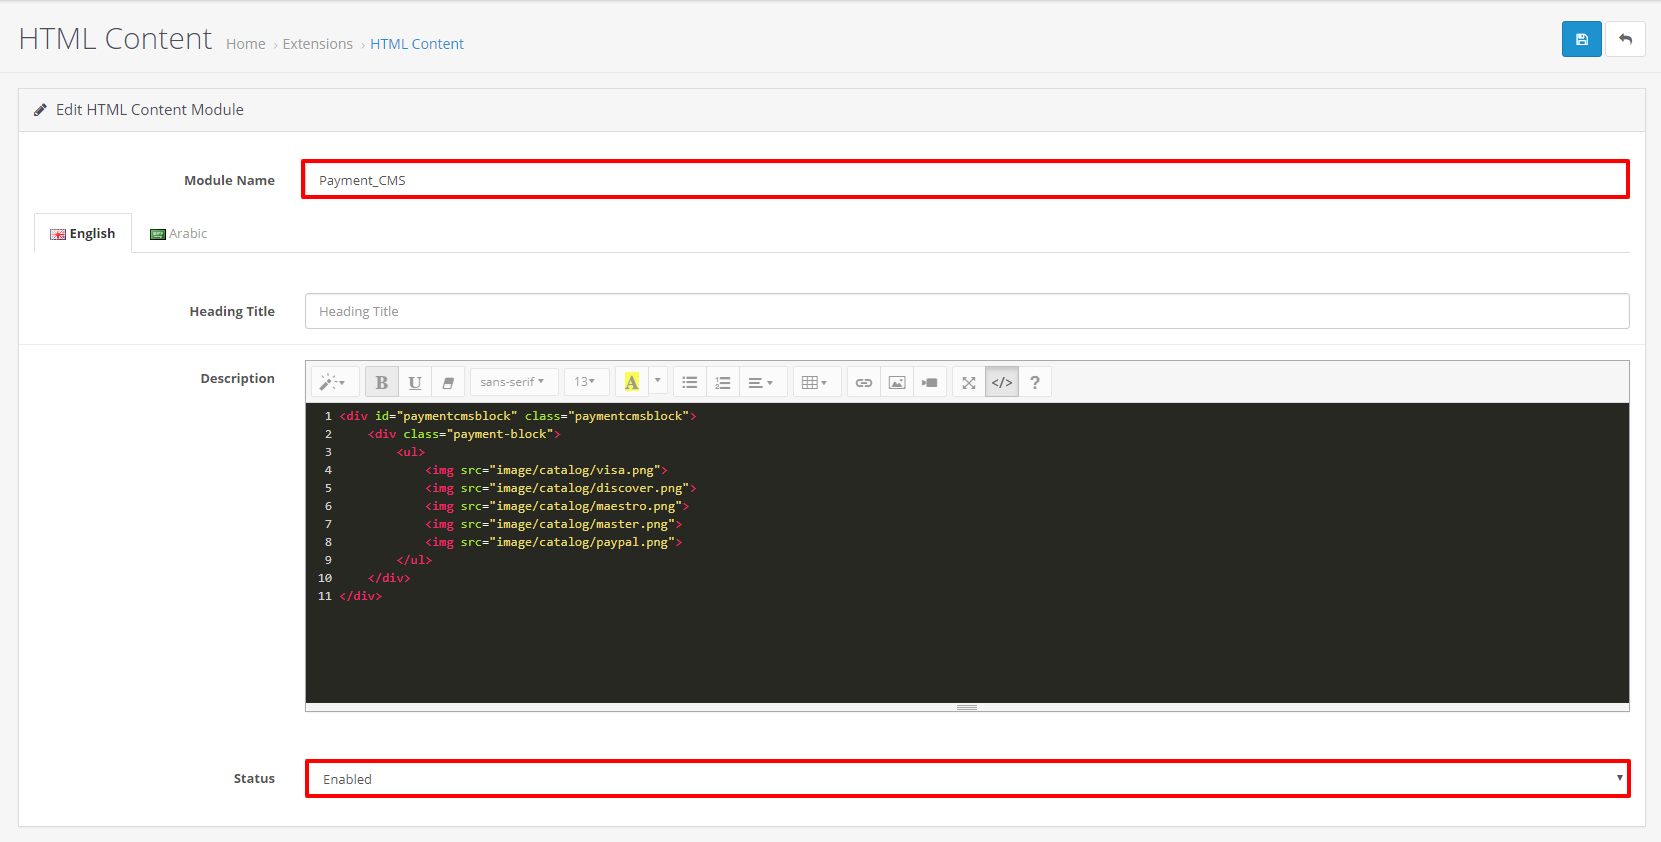 HTML Content Home › Extensions › HTML Content
Edit HTML Content Module
Module Name Payment_CMS
English Arabic
Heading Title Heading Title
Description B U sans-serif 13 A </> ?
1 <div id="paymentcmsblock" class="paymentcmsblock">
2     <div class="payment-block">
3         <ul>
4             <img src="image/catalog/visa.png">
5             <img src="image/catalog/discover.png">
6             <img src="image/catalog/maestro.png">
7             <img src="image/catalog/master.png">
8             <img src="image/catalog/paypal.png">
9         </ul>
10     </div>
11 </div>
Status Enabled